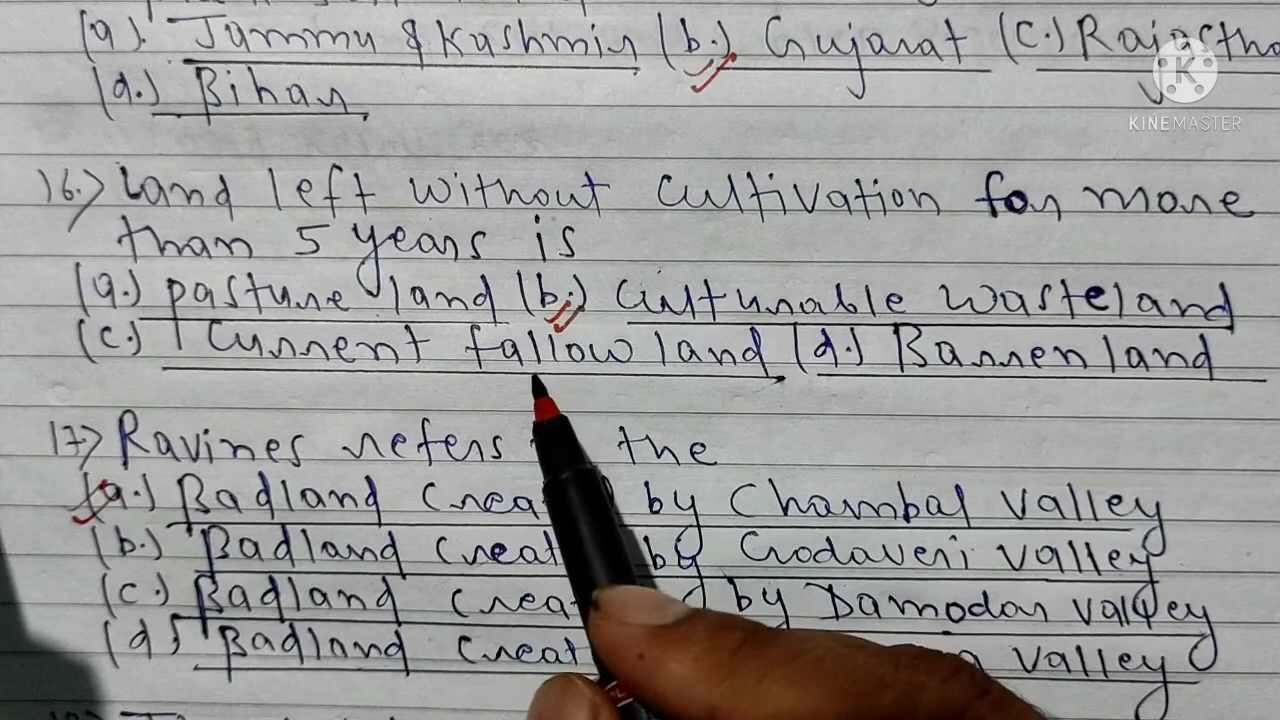 (a). Jammu & Kashmir (b.) Gujarat (c.) Rajastha
(d.) Bihar
KINEMASTER
16.) Land left without cultivation for more
than 5 years is
(a.) pasture land (b.) Culturable wasteland
(c.) Current fallow land (d.) Barren land
17.) Ravines refers the
(a.) Badland creat by Chambal valley
(b.) Badland creat by Godaveri valley
(c.) Badland crea by Damodar valley
(d) Badland creat valley